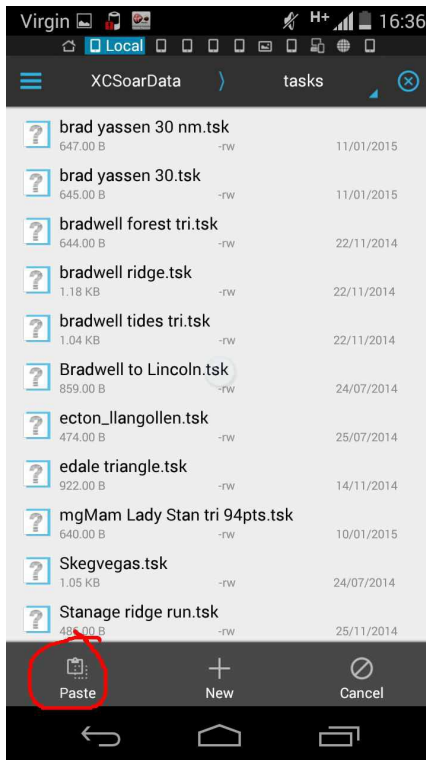 Virgin H+ 16:36
Local
XCSoarData 〉 tasks
brad yassen 30 nm.tsk
647.00 B -rw 11/01/2015
brad yassen 30.tsk
645.00 B -rw 11/01/2015
bradwell forest tri.tsk
644.00 B -rw 22/11/2014
bradwell ridge.tsk
1.18 KB -rw 22/11/2014
bradwell tides tri.tsk
1.04 KB -rw 22/11/2014
Bradwell to Lincoln.tsk
859.00 B -rw 24/07/2014
ecton_llangollen.tsk
474.00 B -rw 25/07/2014
edale triangle.tsk
922.00 B -rw 14/11/2014
mgMam Lady Stan tri 94pts.tsk
640.00 B -rw 10/01/2015
Skegvegas.tsk
1.05 KB -rw 24/07/2014
Stanage ridge run.tsk
486.00 B -rw 25/11/2014
Paste New Cancel